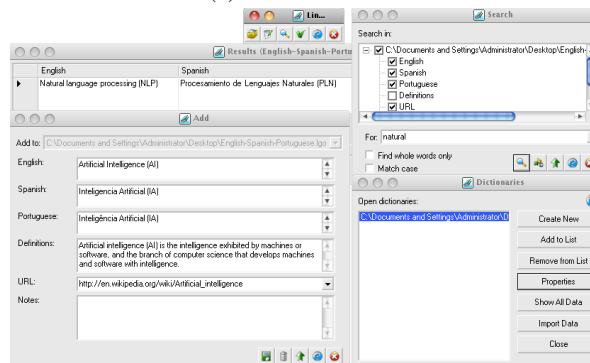 Lin...
Results (English-Spanish-Portu
English Spanish
Natural language processing (NLP) Procesamiento de Lenguajes Naturales (PLN)
Add
Add to: C:\Documents and Settings\Administrator\Desktop\English-Spanish-Portuguese.lgo
English: Artificial Intelligence (AI)
Spanish: Inteligencia Artificial (IA)
Portuguese: Inteligência Artificial (IA)
Definitions: Artificial intelligence (AI) is the intelligence exhibited by machines or
software, and the branch of computer science that develops machines
and software with intelligence.
URL: http://en.wikipedia.org/wiki/Artificial_intelligence
Notes:
Search
Search in:
C:\Documents and Settings\Administrator\Desktop\English-
English
Spanish
Portuguese
Definitions
URL
For: natural
Find whole words only
Match case
Dictionaries
Open dictionaries:
C:\Documents and Settings\Administrator\D
Create New
Add to List
Remove from List
Properties
Show All Data
Import Data
Close